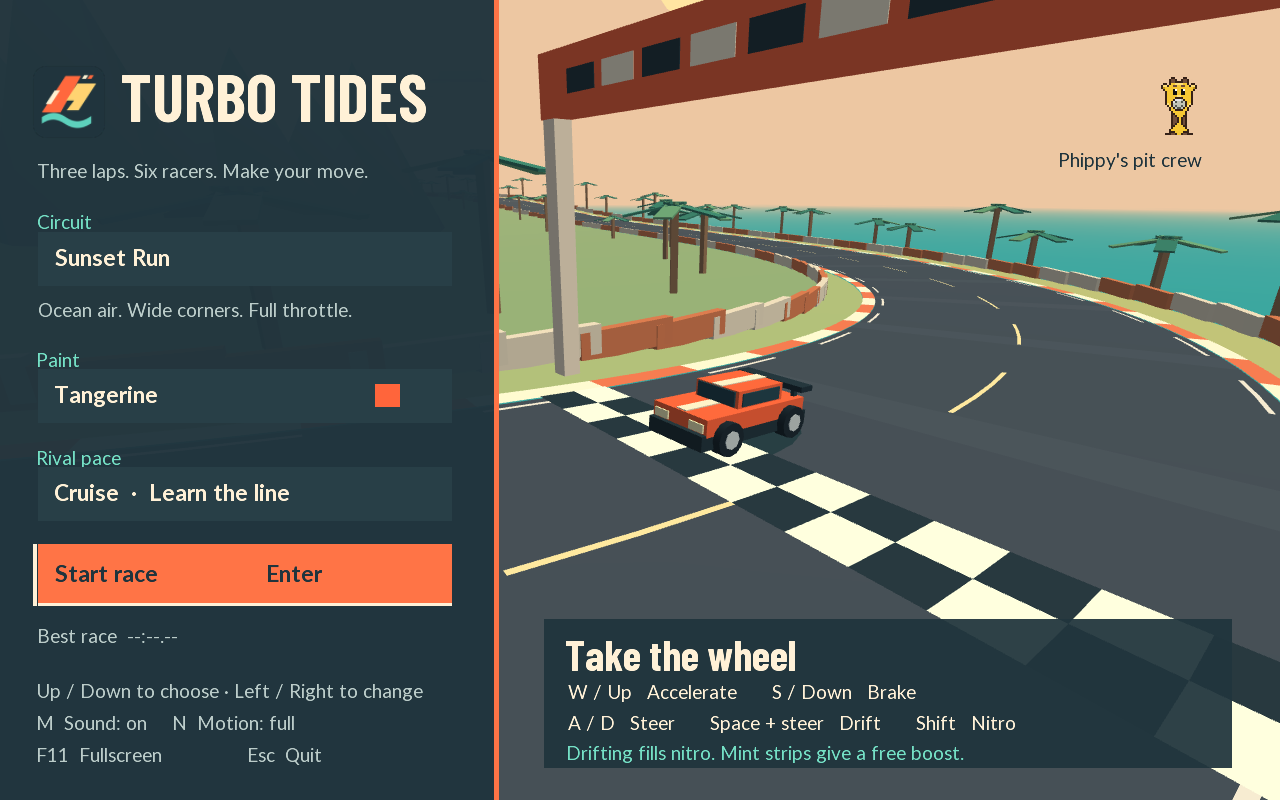 TURBO TIDES
Three laps. Six racers. Make your move.
Circuit
Sunset Run
Ocean air. Wide corners. Full throttle.
Paint
Tangerine
Rival pace
Cruise · Learn the line
Start race Enter
Best race --:--.--
Up / Down to choose · Left / Right to change
M Sound: on N Motion: full
F11 Fullscreen Esc Quit
Phippy's pit crew
Take the wheel
W / Up Accelerate S / Down Brake
A / D Steer Space + steer Drift Shift Nitro
Drifting fills nitro. Mint strips give a free boost.